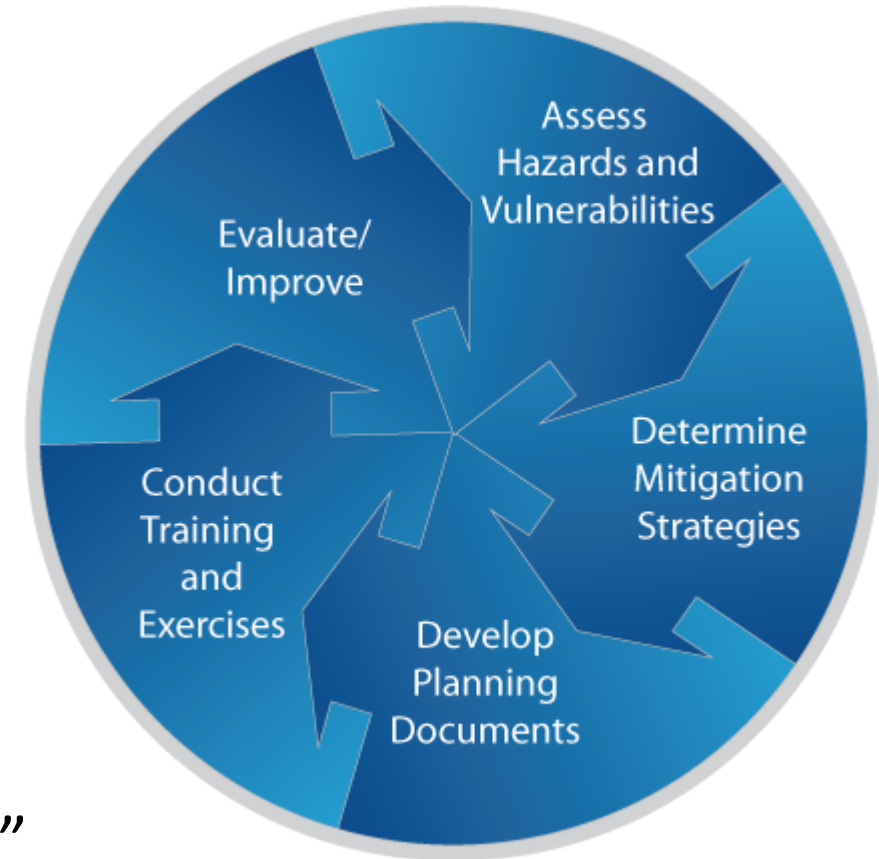 Assess
Hazards and
Vulnerabilities
Determine
Mitigation
Strategies
Develop
Planning
Documents
Conduct
Training
and
Exercises
Evaluate/
Improve
”